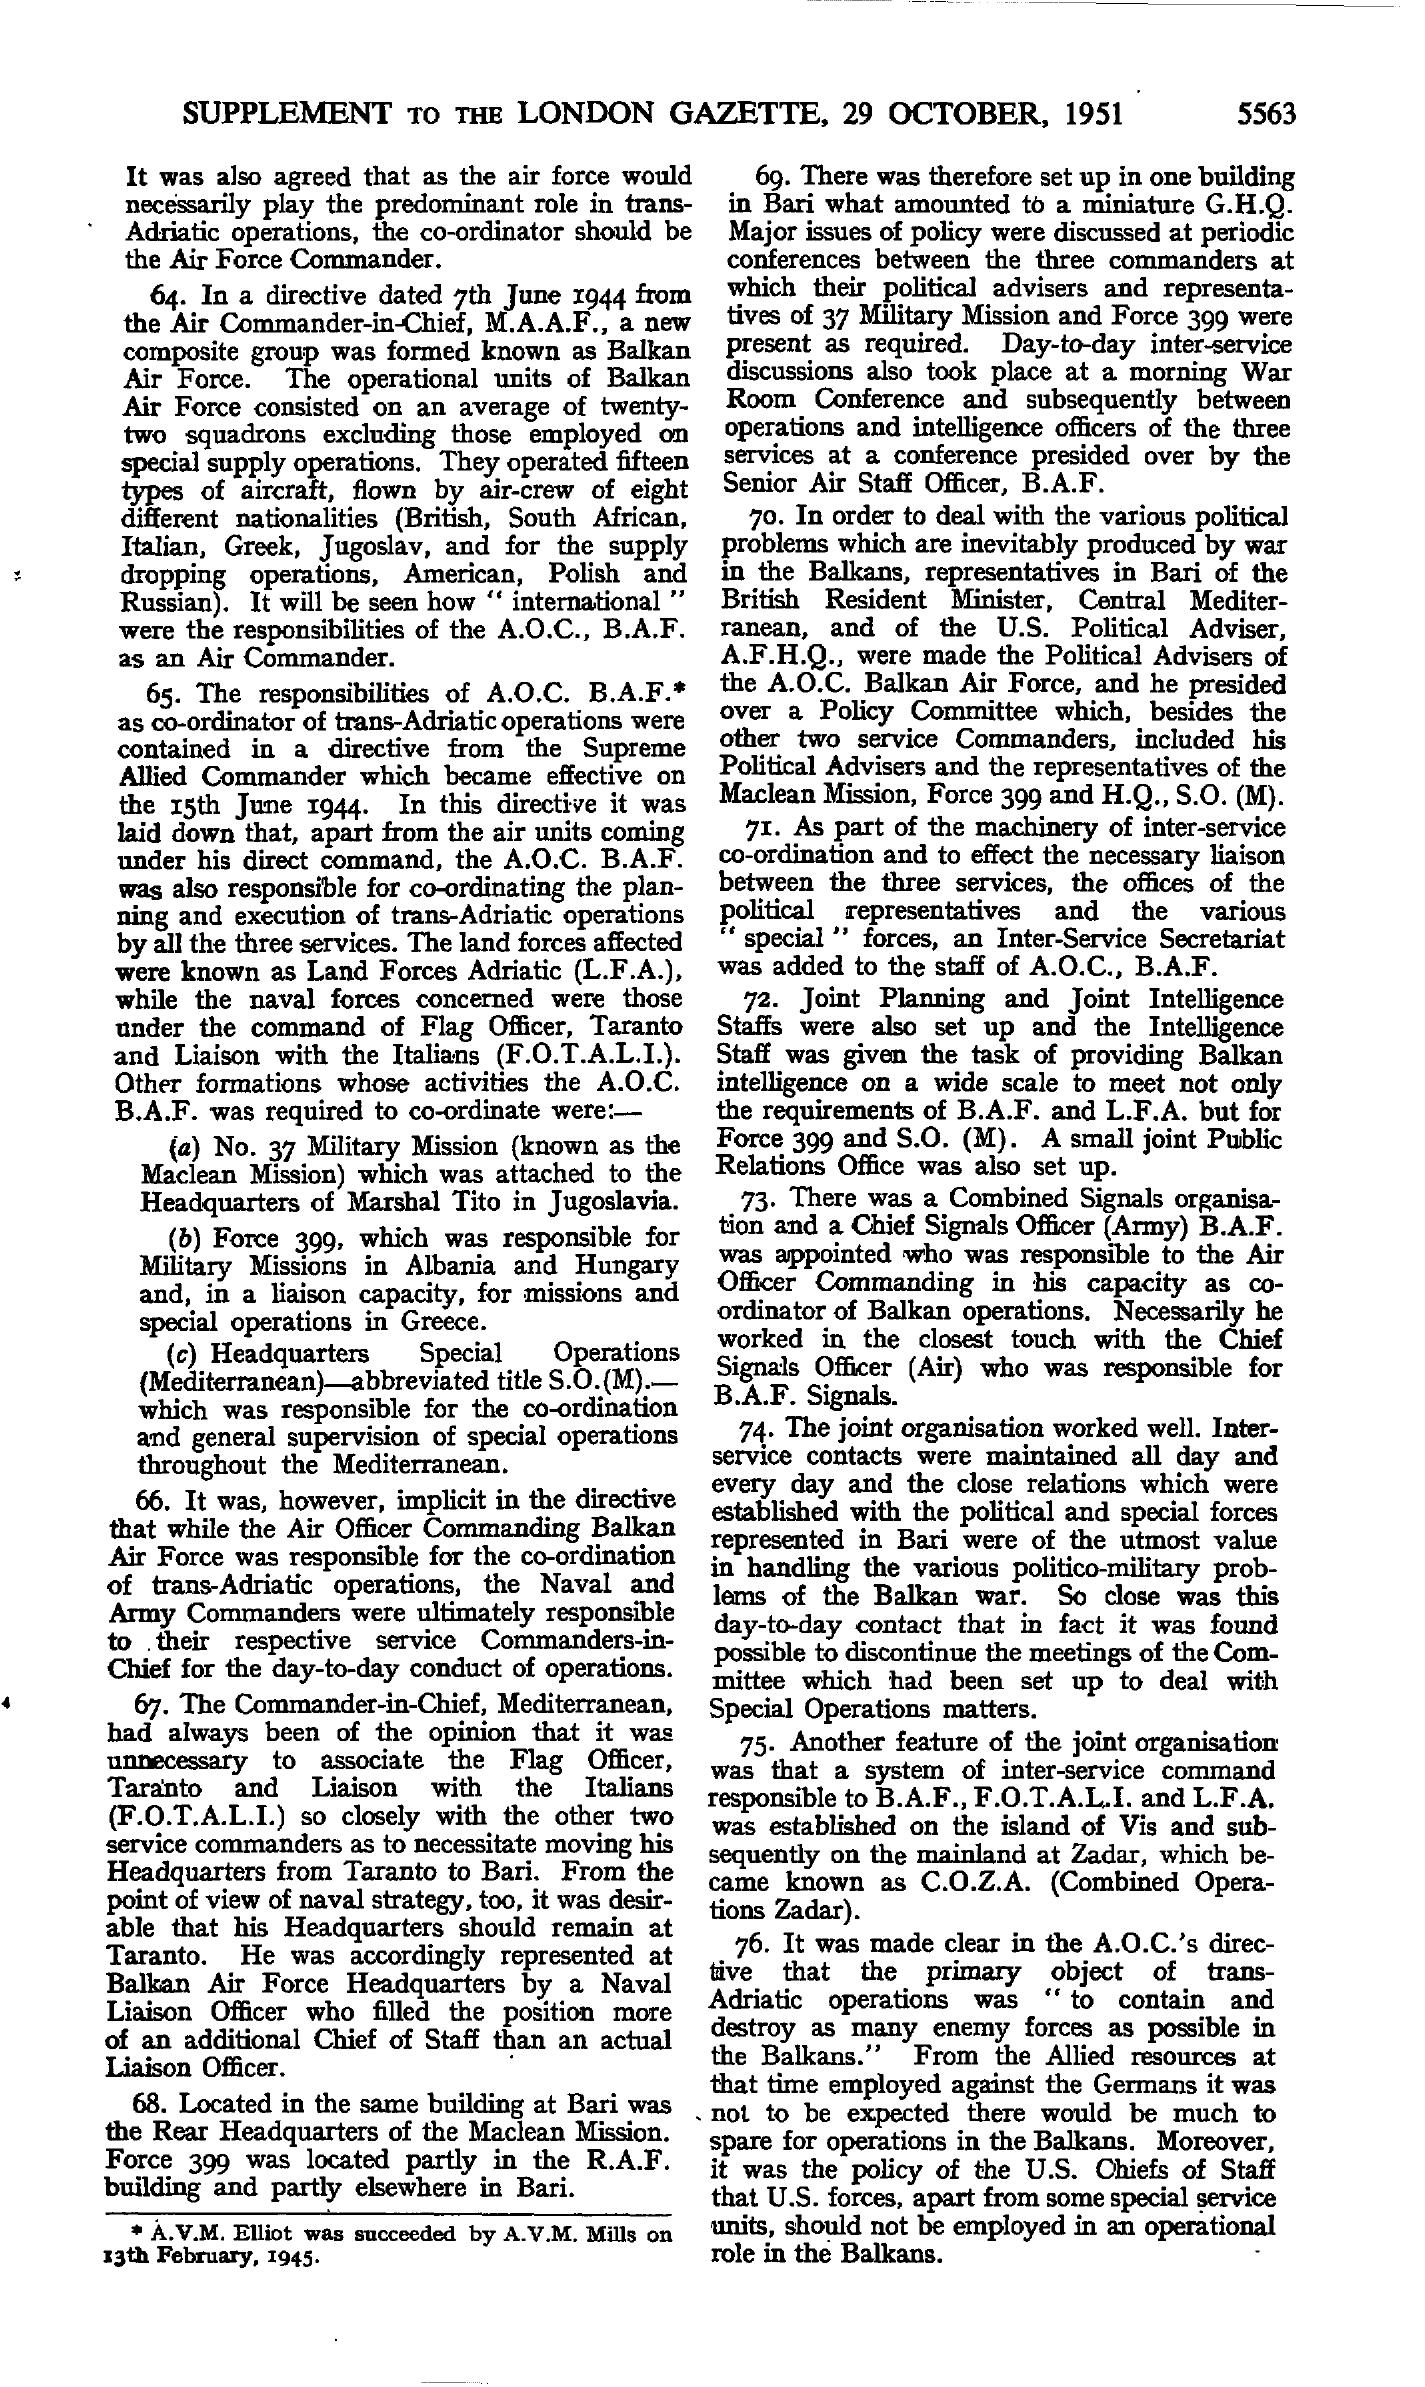 SUPPLEMENT TO THE LONDON GAZETTE, 29 OCTOBER, 1951 5563
It was also agreed that as the air force would
necessarily play the predominant role in trans-
Adriatic operations, the co-ordinator should be
the Air Force Commander.
64. In a directive dated 7th June 1944 from
the Air Commander-in-Chief, M.A.A.F., a new
composite group was formed known as Balkan
Air Force. The operational units of Balkan
Air Force consisted on an average of twenty-
two squadrons excluding those employed on
special supply operations. They operated fifteen
types of aircraft, flown by air-crew of eight
different nationalities (British, South African,
Italian, Greek, Jugoslav, and for the supply
dropping operations, American, Polish and
Russian). It will be seen how " international "
were the responsibilities of the A.O.C., B.A.F.
as an Air Commander.
65. The responsibilities of A.O.C. B.A.F.*
as co-ordinator of trans-Adriatic operations were
contained in a directive from the Supreme
Allied Commander which became effective on
the 15th June 1944. In this directive it was
laid down that, apart from the air units coming
under his direct command, the A.O.C. B.A.F.
was also responsible for co-ordinating the plan-
ning and execution of trans-Adriatic operations
by all the three services. The land forces affected
were known as Land Forces Adriatic (L.F.A.),
while the naval forces concerned were those
under the command of Flag Officer, Taranto
and Liaison with the Italians (F.O.T.A.L.I.).
Other formations whose activities the A.O.C.
B.A.F. was required to co-ordinate were:—
(a) No. 37 Military Mission (known as the
Maclean Mission) which was attached to the
Headquarters of Marshal Tito in Jugoslavia.
(b) Force 399, which was responsible for
Military Missions in Albania and Hungary
and, in a liaison capacity, for missions and
special operations in Greece.
(c) Headquarters Special Operations
(Mediterranean)—abbreviated title S.O.(M).—
which was responsible for the co-ordination
and general supervision of special operations
throughout the Mediterranean.
66. It was, however, implicit in the directive
that while the Air Officer Commanding Balkan
Air Force was responsible for the co-ordination
of trans-Adriatic operations, the Naval and
Army Commanders were ultimately responsible
to their respective service Commanders-in-
Chief for the day-to-day conduct of operations.
67. The Commander-in-Chief, Mediterranean,
had always been of the opinion that it was
unnecessary to associate the Flag Officer,
Taranto and Liaison with the Italians
(F.O.T.A.L.I.) so closely with the other two
service commanders as to necessitate moving his
Headquarters from Taranto to Bari. From the
point of view of naval strategy, too, it was desir-
able that his Headquarters should remain at
Taranto. He was accordingly represented at
Balkan Air Force Headquarters by a Naval
Liaison Officer who filled the position more
of an additional Chief of Staff than an actual
Liaison Officer.
68. Located in the same building at Bari was
the Rear Headquarters of the Maclean Mission.
Force 399 was located partly in the R.A.F.
building and partly elsewhere in Bari.
* A.V.M. Elliot was succeeded by A.V.M. Mills on
13th February, 1945.
69. There was therefore set up in one building
in Bari what amounted to a miniature G.H.Q.
Major issues of policy were discussed at periodic
conferences between the three commanders at
which their political advisers and representa-
tives of 37 Military Mission and Force 399 were
present as required. Day-to-day inter-service
discussions also took place at a morning War
Room Conference and subsequently between
operations and intelligence officers of the three
services at a conference presided over by the
Senior Air Staff Officer, B.A.F.
70. In order to deal with the various political
problems which are inevitably produced by war
in the Balkans, representatives in Bari of the
British Resident Minister, Central Mediter-
ranean, and of the U.S. Political Adviser,
A.F.H.Q., were made the Political Advisers of
the A.O.C. Balkan Air Force, and he presided
over a Policy Committee which, besides the
other two service Commanders, included his
Political Advisers and the representatives of the
Maclean Mission, Force 399 and H.Q., S.O. (M).
71. As part of the machinery of inter-service
co-ordination and to effect the necessary liaison
between the three services, the offices of the
political representatives and the various
" special " forces, an Inter-Service Secretariat
was added to the staff of A.O.C., B.A.F.
72. Joint Planning and Joint Intelligence
Staffs were also set up and the Intelligence
Staff was given the task of providing Balkan
intelligence on a wide scale to meet not only
the requirements of B.A.F. and L.F.A. but for
Force 399 and S.O. (M). A small joint Public
Relations Office was also set up.
73. There was a Combined Signals organisa-
tion and a Chief Signals Officer (Army) B.A.F.
was appointed who was responsible to the Air
Officer Commanding in his capacity as co-
ordinator of Balkan operations. Necessarily he
worked in the closest touch with the Chief
Signals Officer (Air) who was responsible for
B.A.F. Signals.
74. The joint organisation worked well. Inter-
service contacts were maintained all day and
every day and the close relations which were
established with the political and special forces
represented in Bari were of the utmost value
in handling the various politico-military prob-
lems of the Balkan war. So close was this
day-to-day contact that in fact it was found
possible to discontinue the meetings of the Com-
mittee which had been set up to deal with
Special Operations matters.
75. Another feature of the joint organisation
was that a system of inter-service command
responsible to B.A.F., F.O.T.A.L.I. and L.F.A.
was established on the island of Vis and sub-
sequently on the mainland at Zadar, which be-
came known as C.O.Z.A. (Combined Opera-
tions Zadar).
76. It was made clear in the A.O.C.'s direc-
tive that the primary object of trans-
Adriatic operations was " to contain and
destroy as many enemy forces as possible in
the Balkans." From the Allied resources at
that time employed against the Germans it was
not to be expected there would be much to
spare for operations in the Balkans. Moreover,
it was the policy of the U.S. Chiefs of Staff
that U.S. forces, apart from some special service
units, should not be employed in an operational
role in the Balkans.